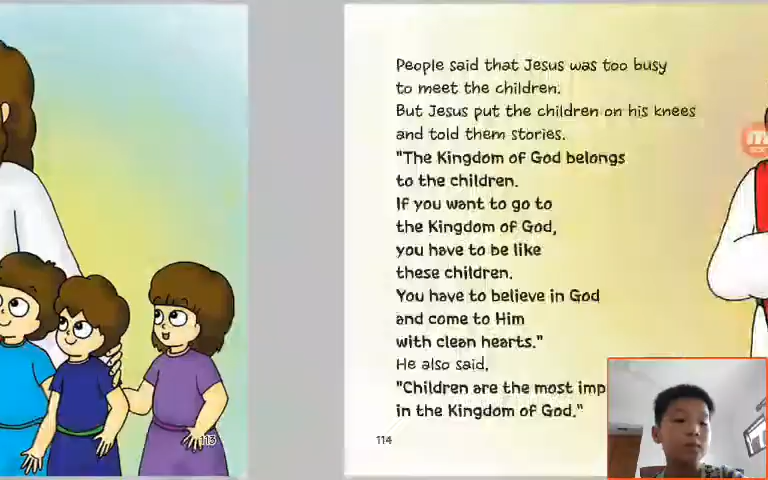 People said that Jesus was too busy
to meet the children.
But Jesus put the children on his knees
and told them stories.
"The Kingdom of God belongs
to the children.
If you want to go to
the Kingdom of God,
you have to be like
these children.
You have to believe in God
and come to Him
with clean hearts."
He also said,
"Children are the most imp
in the Kingdom of God."
113
114